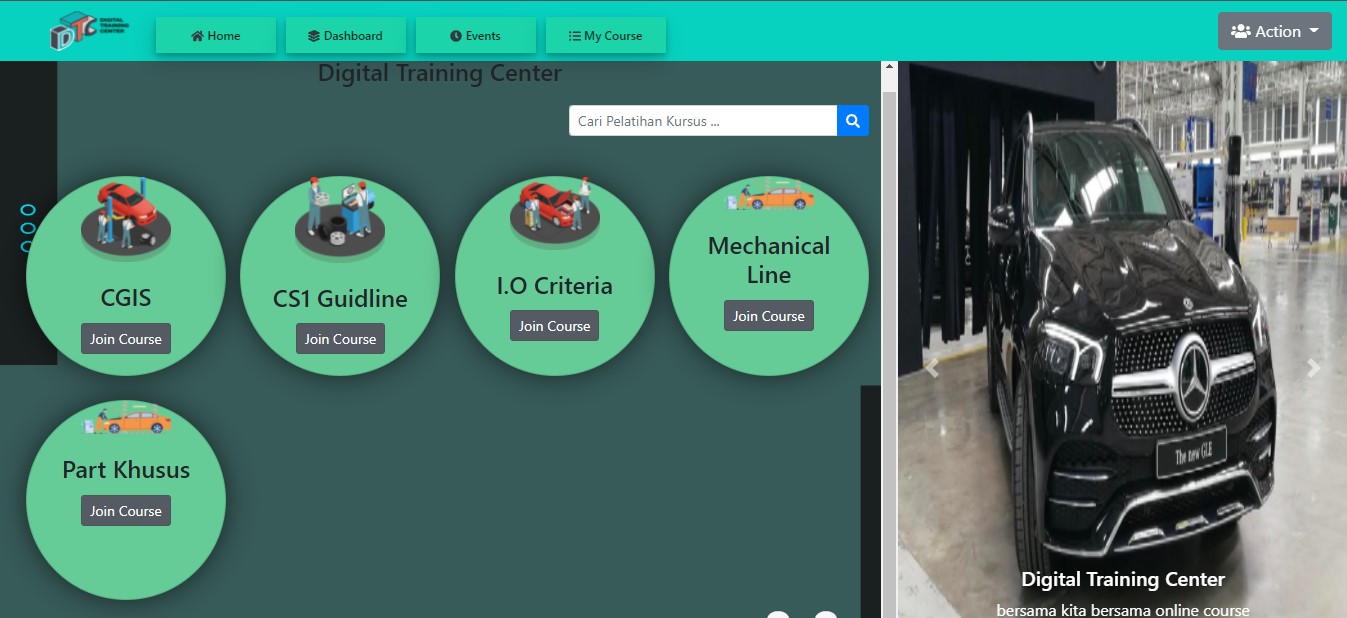 DIGITAL
TRAINING
CENTER
Home
Dashboard
Events
My Course
Action
Digital Training Center
Cari Pelatihan Kursus ...
CGIS
Join Course
CS1 Guidline
Join Course
I.O Criteria
Join Course
Mechanical
Line
Join Course
Part Khusus
Join Course
The new GLE
Digital Training Center
bersama kita bersama online course